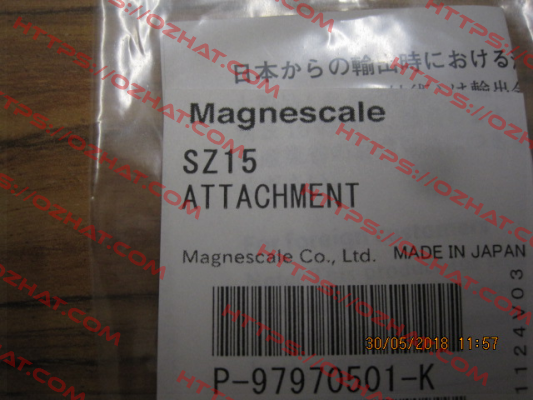 日本からの輸出時における
Magnescale
SZ15
ATTACHMENT
Magnescale Co., Ltd. MADE IN JAPAN
P-97970501-K
30/05/2018 11:57
HTTPS://OZHAT.COM